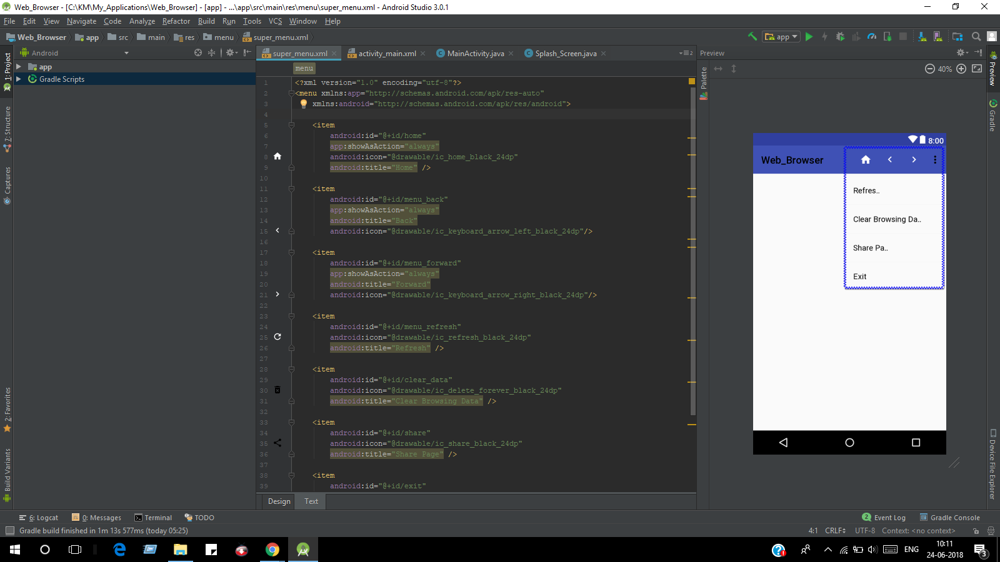 Web_Browser - [C:\KM\My_Applications\Web_Browser] - [app] - ...\app\src\main\res\menu\super_menu.xml - Android Studio 3.0.1
File Edit View Navigate Code Analyze Refactor Build Run Tools VCS Window Help
Web_Browser app src main res menu super_menu.xml
app
Android
super_menu.xml activity_main.xml MainActivity.java Splash_Screen.java
2
Preview
1: Project
7: Structure
Captures
2: Favorites
Build Variants
app
Gradle Scripts
menu
1 <?xml version="1.0" encoding="utf-8"?>
2 <menu xmlns:app="http://schemas.android.com/apk/res-auto"
3 xmlns:android="http://schemas.android.com/apk/res/android">
4
5 <item
6 android:id="@+id/home"
7 app:showAsAction="always"
8 android:icon="@drawable/ic_home_black_24dp"
9 android:title="Home" />
10
11 <item
12 android:id="@+id/menu_back"
13 app:showAsAction="always"
14 android:title="Back"
15 android:icon="@drawable/ic_keyboard_arrow_left_black_24dp"/>
16
17 <item
18 android:id="@+id/menu_forward"
19 app:showAsAction="always"
20 android:title="Forward"
21 android:icon="@drawable/ic_keyboard_arrow_right_black_24dp"/>
22
23 <item
24 android:id="@+id/menu_refresh"
25 android:icon="@drawable/ic_refresh_black_24dp"
26 android:title="Refresh" />
27
28 <item
29 android:id="@+id/clear_data"
30 android:icon="@drawable/ic_delete_forever_black_24dp"
31 android:title="Clear Browsing Data" />
32
33 <item
34 android:id="@+id/share"
35 android:icon="@drawable/ic_share_black_24dp"
36 android:title="Share Page" />
37
38 <item
39 android:id="@+id/exit"
Design Text
Palette
40%
8:00
Web_Browser
Refres..
Clear Browsing Da..
Share Pa..
Exit
Preview
Gradle
Device File Explorer
6: Logcat 0: Messages Terminal TODO
2 Event Log Gradle Console
Gradle build finished in 1m 13s 577ms (today 05:25)
4:1 CRLF UTF-8 Context: <no context>
ENG
10:11
24-06-2018
3